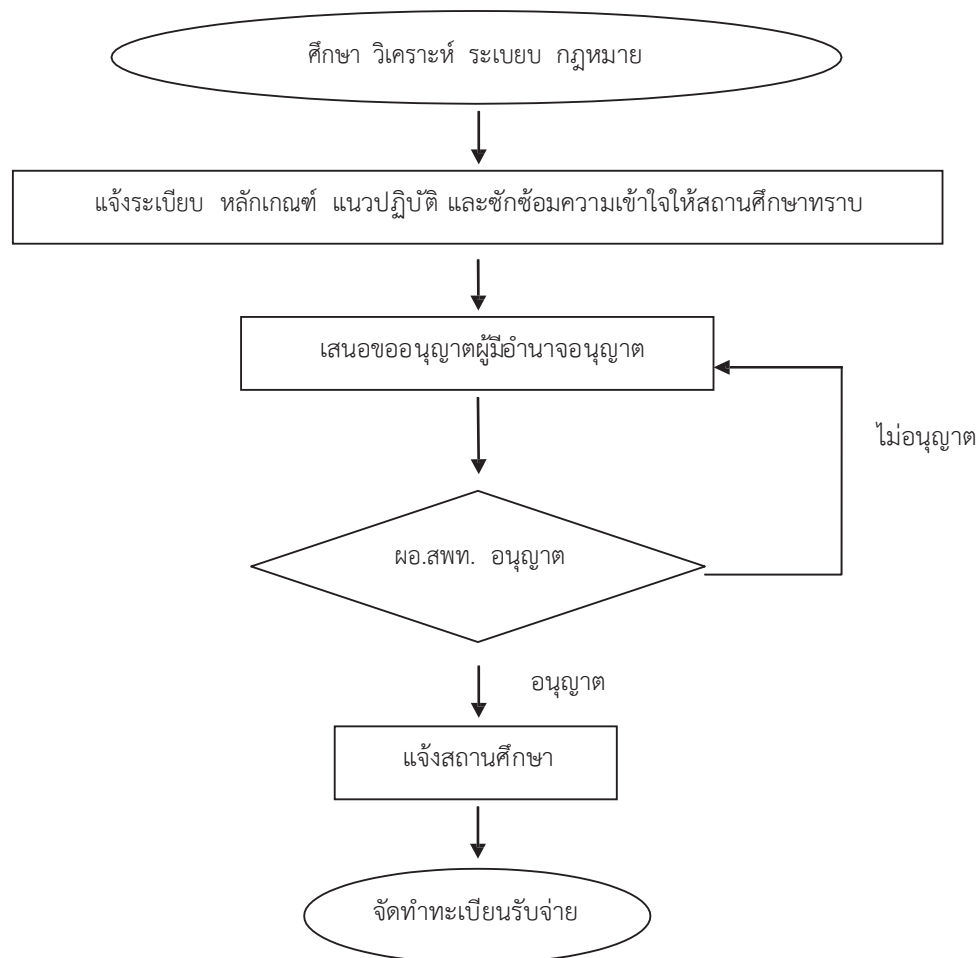 ศึกษา วิเคราะห์ ระเบยบ กฎหมาย
แจ้งระเบียบ หลักเกณฑ์ แนวปฏิบัติ และซักซ้อมความเข้าใจให้สถานศึกษาทราบ
เสนอขออนุญาตผู้มีอำนาจอนุญาต
ไม่อนุญาต
ผอ.สพท. อนุญาต
อนุญาต
แจ้งสถานศึกษา
จัดทำทะเบียนรับจ่าย